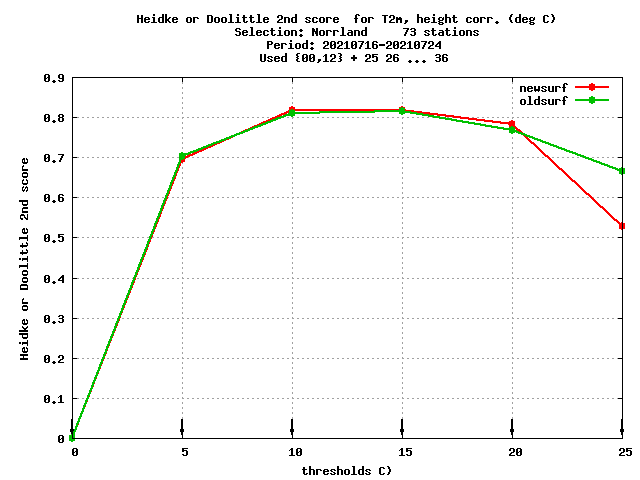 Heidke or Doolittle 2nd score  for T2m, height corr. (deg C)
Selection: Norrland     73 stations
Period: 20210716-20210724
Used {00,12} + 25 26 ... 36
newsurf
oldsurf
Heidke or Doolittle 2nd score
0.9
0.8
0.7
0.6
0.5
0.4
0.3
0.2
0.1
0
0 5 10 15 20 25
thresholds C)